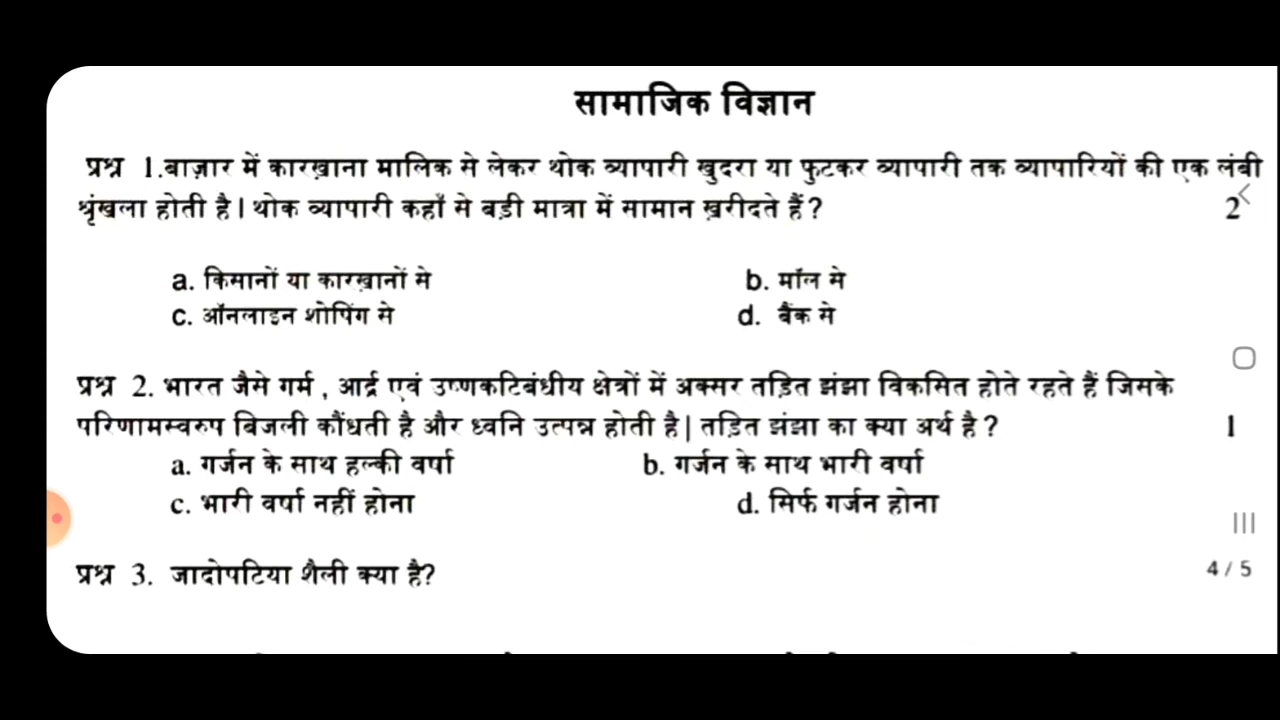 सामाजिक विज्ञान
प्रश्न 1.बाज़ार में कारख़ाना मालिक से लेकर थोक व्यापारी खुदरा या फुटकर व्यापारी तक व्यापारियों की एक लंबी
श्रृंखला होती है| थोक व्यापारी कहाँ से बड़ी मात्रा में सामान ख़रीदते हैं? 2
a. किसानों या कारख़ानों से b. मॉल से
c. ऑनलाइन शोपिंग से d. बैंक से
प्रश्न 2. भारत जैसे गर्म , आर्द्र एवं उष्णकटिबंधीय क्षेत्रों में अक्सर तड़ित झंझा विकसित होते रहते हैं जिसके
परिणामस्वरुप बिजली कौंधती है और ध्वनि उत्पन्न होती है| तड़ित झंझा का क्या अर्थ है? 1
a. गर्जन के साथ हल्की वर्षा b. गर्जन के साथ भारी वर्षा
c. भारी वर्षा नहीं होना d. सिर्फ गर्जन होना
प्रश्न 3. जादोपटिया शैली क्या है?
4 / 5